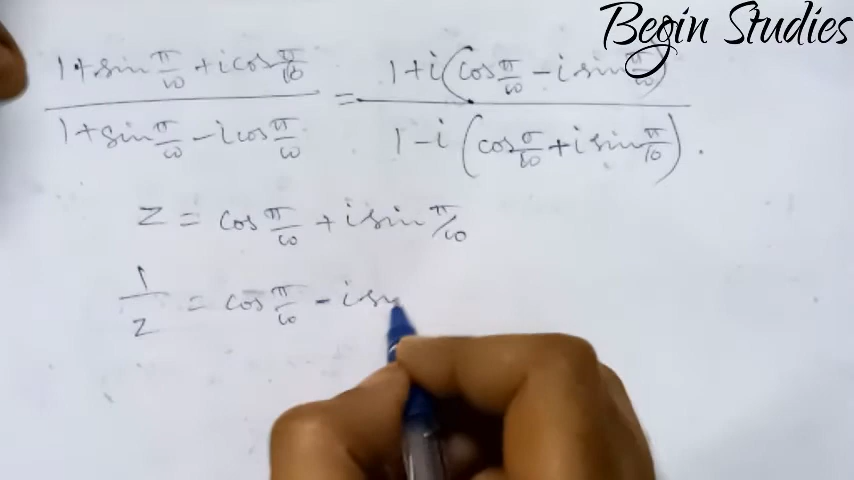 Begin Studies
(1+sin π/10 + i cos π/10)/(1+sin π/10 - i cos π/10) = (1+i(cos π/10 - i sin π/10))/(1-i(cos σ/10 + i sin π/10)).
z = cos π/10 + i sin π/10
1/z = cos π/10 - i